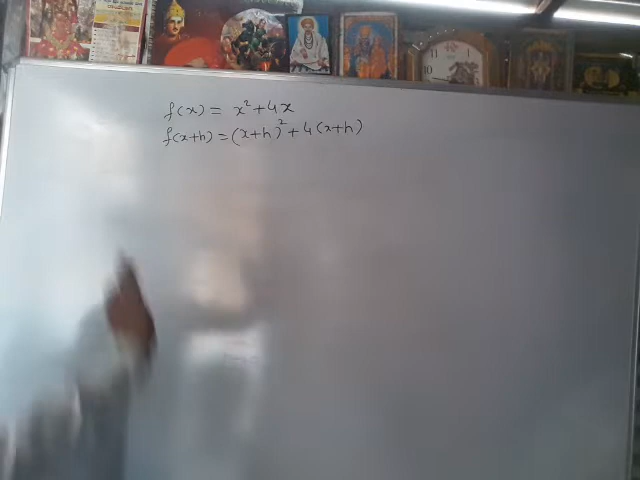 f(x) = x² + 4x
f(x+h) = (x+h)² + 4(x+h)